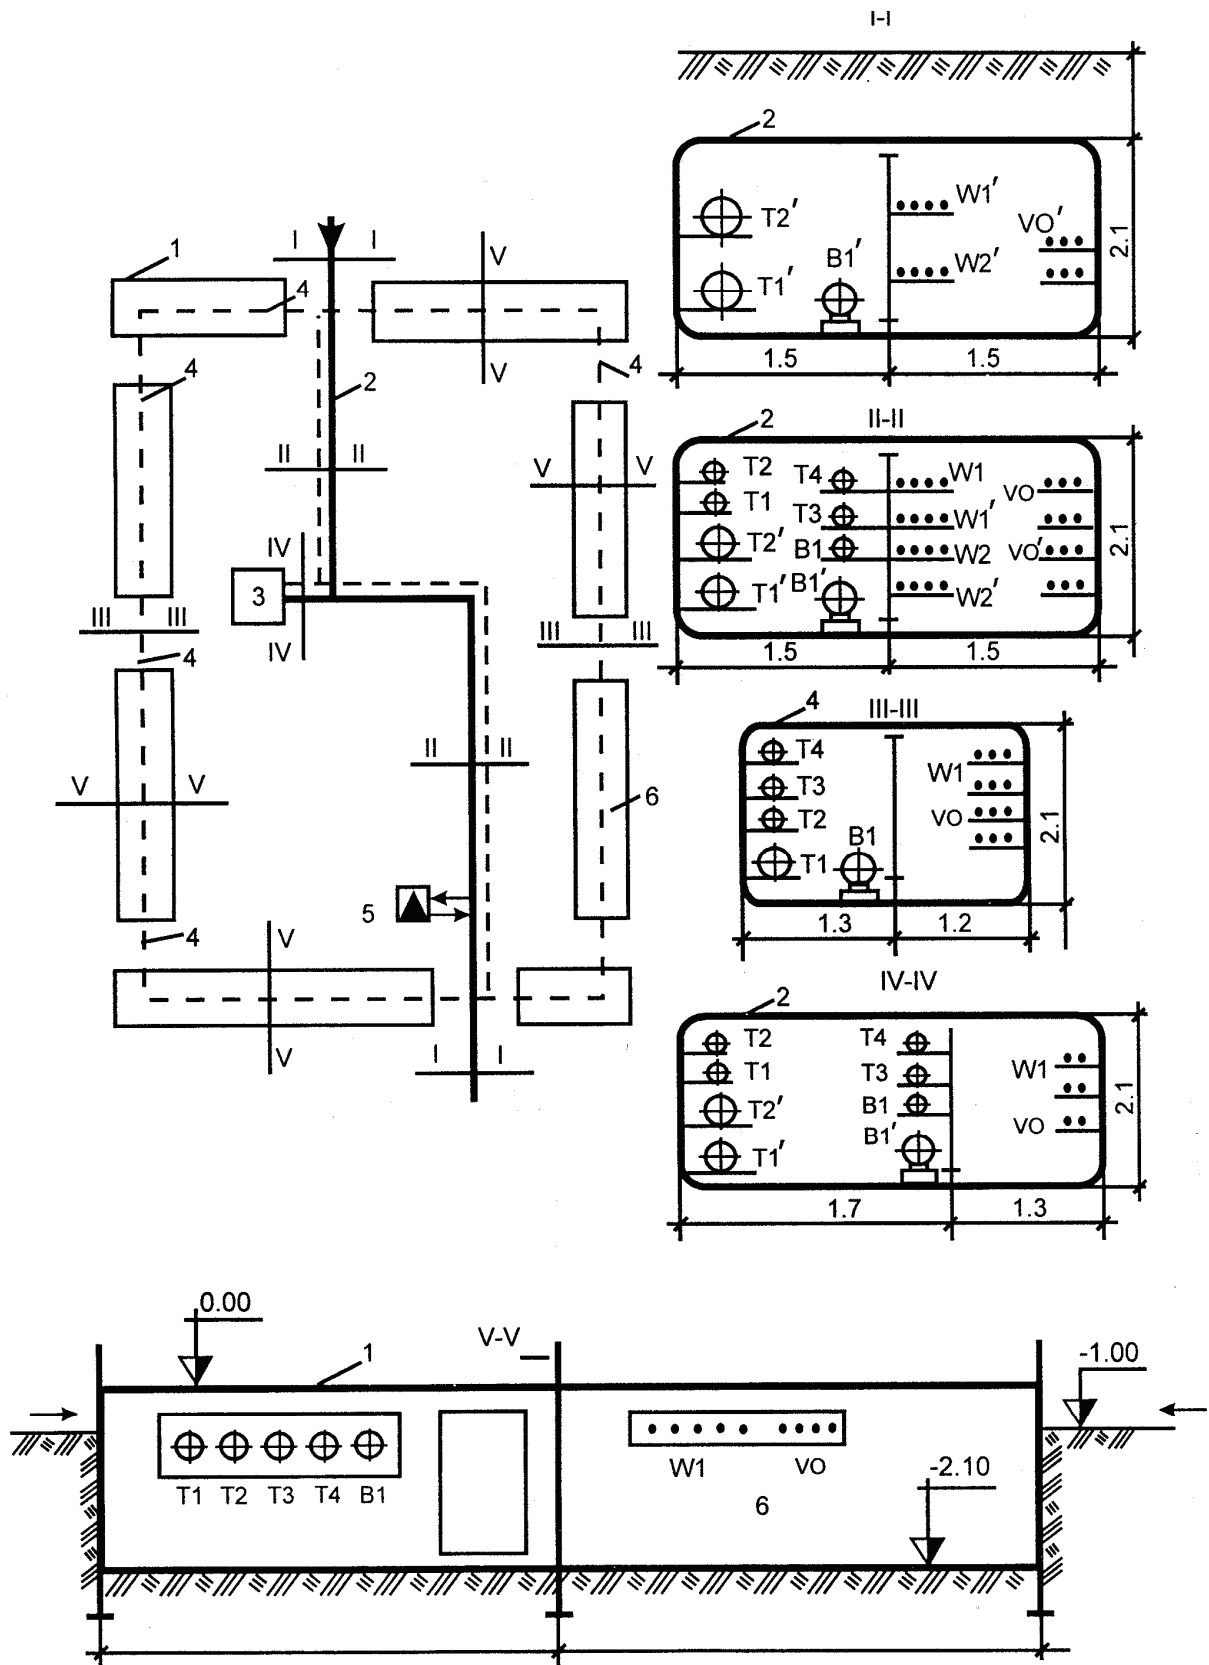 I-I
2
T2′
T1′
B1′
W1′
W2′
VO′
2.1
1.5
1.5
1
I
I
V
4
4
V
4
2
II
II
V
V
IV
3
IV
III
III
III
III
4
II
II
V
V
6
5
4
V
V
I
I
II-II
2
T2
T4
W1
VO
T1
T3
W1′
T2′
B1
W2
VO′
T1′
B1′
W2′
2.1
1.5
1.5
III-III
4
T4
T3
W1
T2
VO
T1
B1
2.1
1.3
1.2
IV-IV
2
T2
T4
T1
T3
W1
T2′
B1
VO
T1′
B1′
2.1
1.7
1.3
0.00
V-V
1
-1.00
T1 T2 T3 T4 B1
W1
VO
-2.10
6